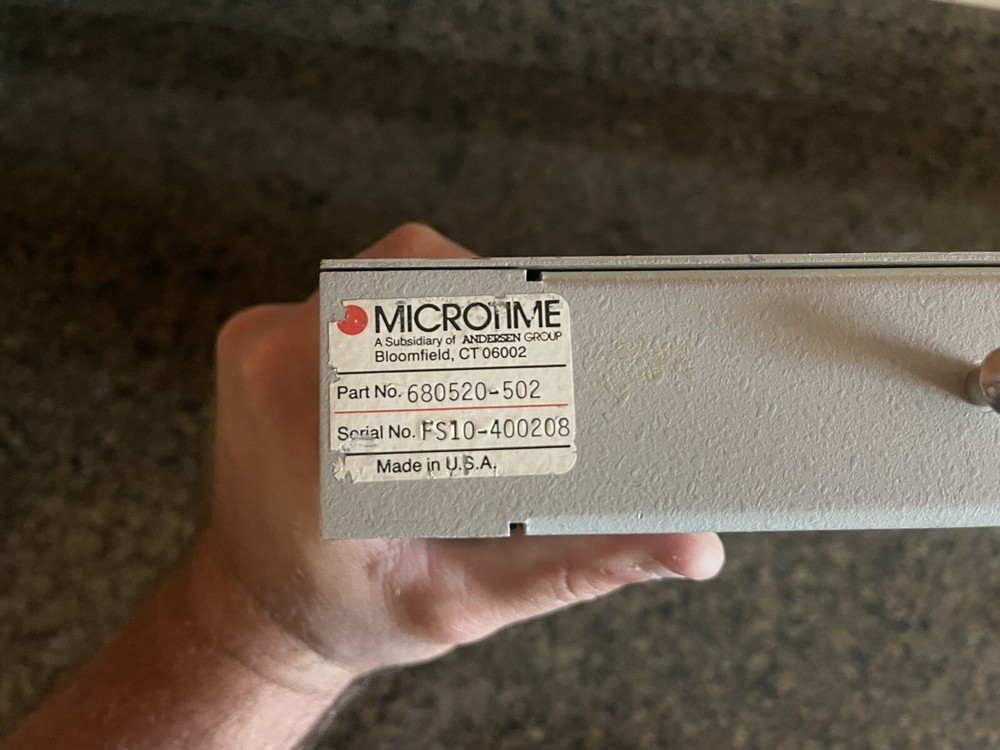 MICROTIME
A Subsidiary of ANDERSEN GROUP
Bloomfield, CT 06002
Part No. 680520-502
Serial No. FS10-400208
Made in U.S.A.